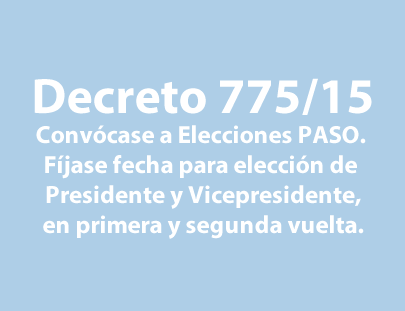 Decreto 775/15
Convócase a Elecciones PASO.
Fíjase fecha para elección de
Presidente y Vicepresidente,
en primera y segunda vuelta.